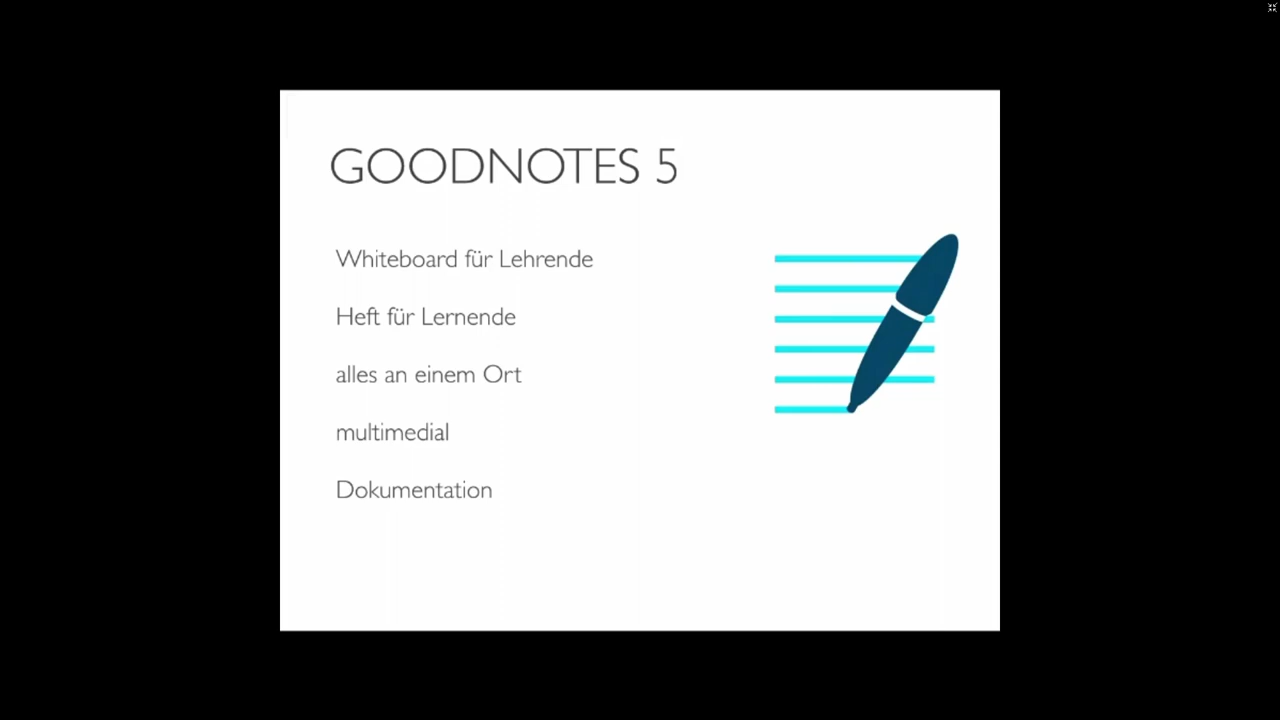 GOODNOTES 5
Whiteboard für Lehrende
Heft für Lernende
alles an einem Ort
multimedial
Dokumentation